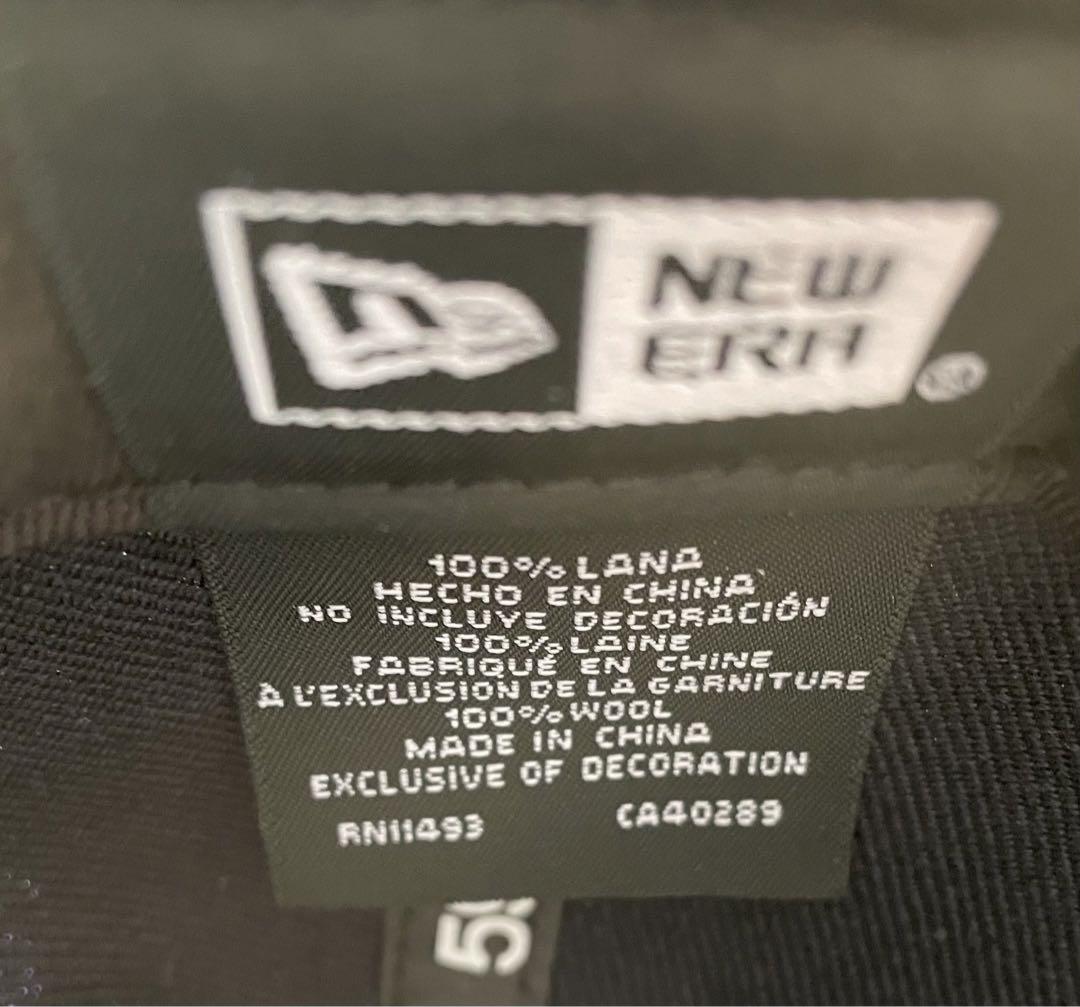 NEW
ERA
100% LANA
HECHO EN CHINA
NO INCLUYE DECORACIÓN
100% LAINE
FABRIQUÉ EN CHINE
À L'EXCLUSION DE LA GARNITURE
100% WOOL
MADE IN CHINA
EXCLUSIVE OF DECORATION
RN11493 CA40289